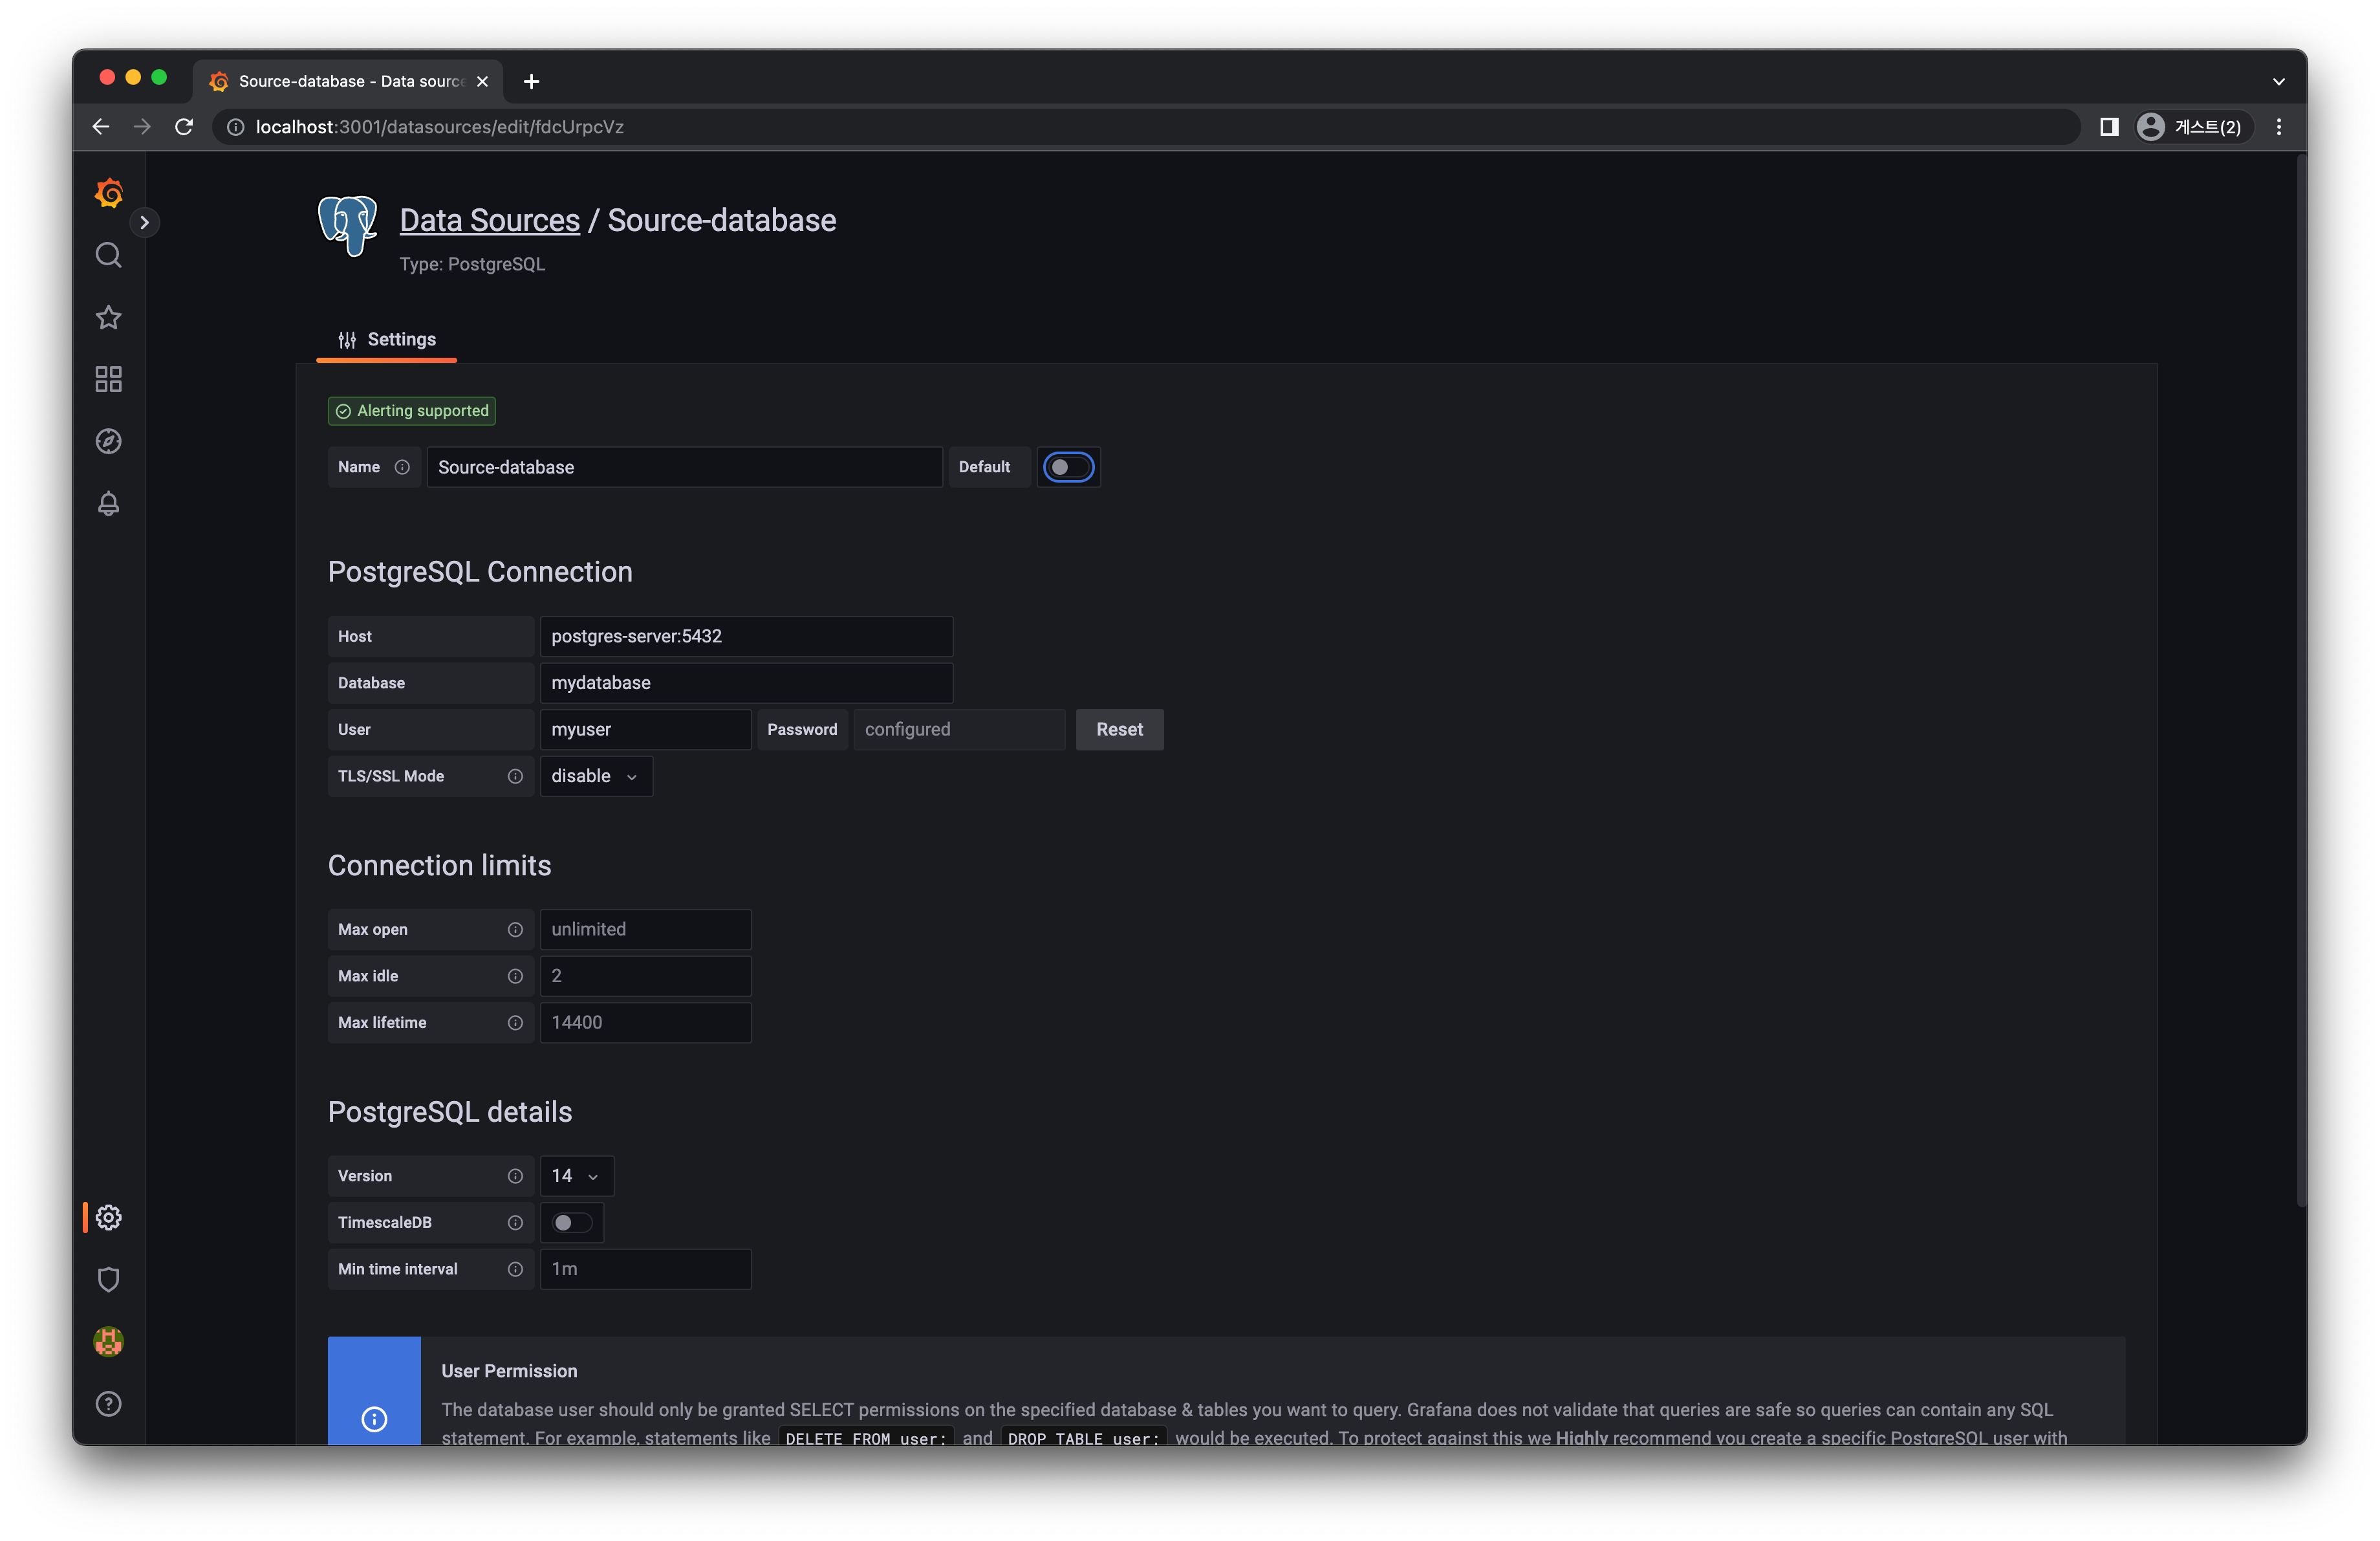 Source-database - Data source
localhost:3001/datasources/edit/fdcUrpcVz
게스트(2)
Data Sources / Source-database
Type: PostgreSQL
Settings
Alerting supported
Name Source-database Default
PostgreSQL Connection
Host postgres-server:5432
Database mydatabase
User myuser Password configured Reset
TLS/SSL Mode disable
Connection limits
Max open unlimited
Max idle 2
Max lifetime 14400
PostgreSQL details
Version 14
TimescaleDB
Min time interval 1m
User Permission
The database user should only be granted SELECT permissions on the specified database & tables you want to query. Grafana does not validate that queries are safe so queries can contain any SQL
statement. For example, statements like DELETE FROM user; and DROP TABLE user; would be executed. To protect against this we Highly recommend you create a specific PostgreSQL user with